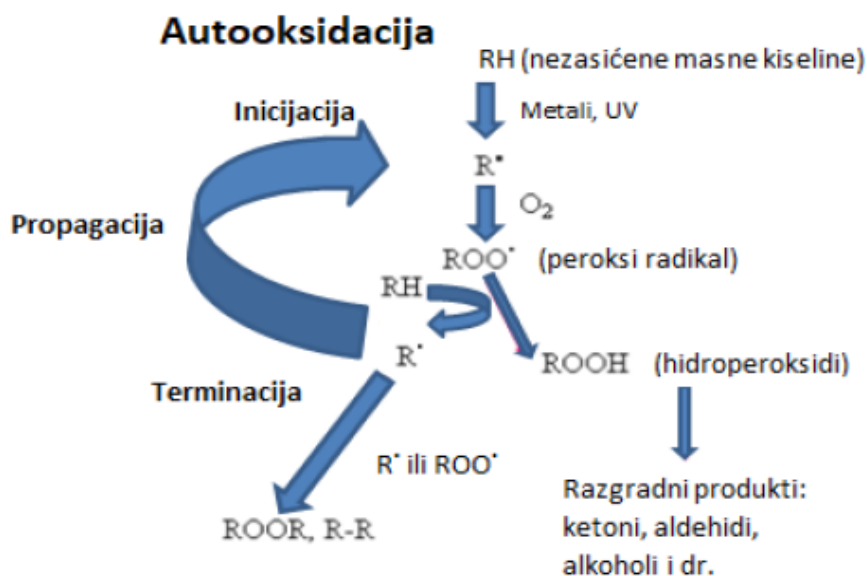 Autooksidacija
RH (nezasićene masne kiseline)
Inicijacija
Metali, UV
R•
Propagacija
O₂
ROO• (peroksi radikal)
RH
R•
ROOH (hidroperoksidi)
Terminacija
R• ili ROO•
ROOR, R-R
Razgradni produkti:
ketoni, aldehidi,
alkoholi i dr.